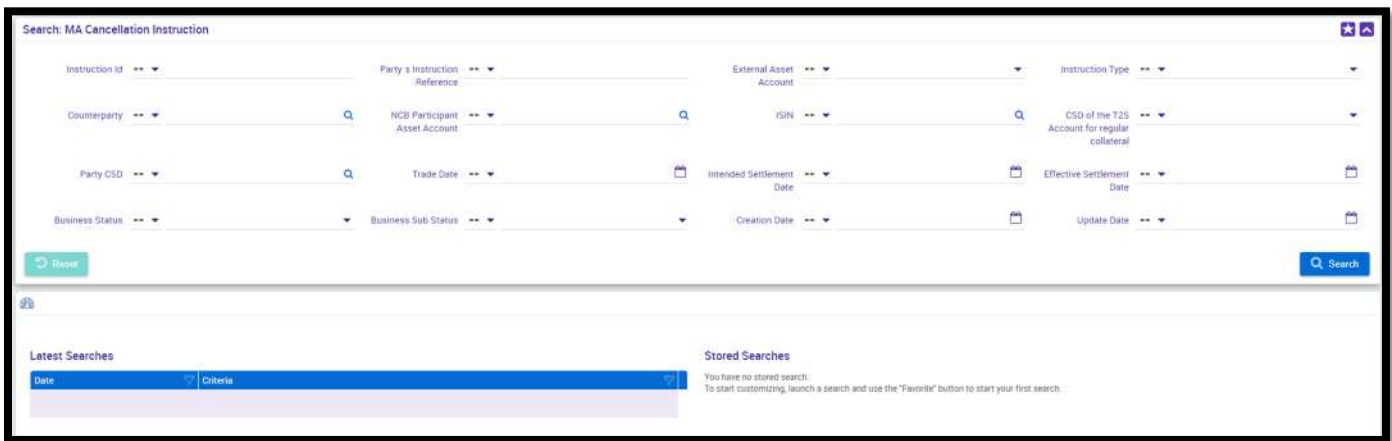 Search: MA Cancellation Instruction
Instruction Id -- Party s Instruction Reference -- External Asset Account -- Instruction Type --
Counterparty -- NCB Participant Asset Account -- ISIN -- CSD of the T2S Account for regular collateral --
Party CSD -- Trade Date -- Intended Settlement Date -- Effective Settlement Date --
Business Status -- Business Sub Status -- Creation Date -- Update Date --
Reset Search
Latest Searches
Date Criteria
Stored Searches
You have no stored search.
To start customizing, launch a search and use the "Favorite" button to start your first search.